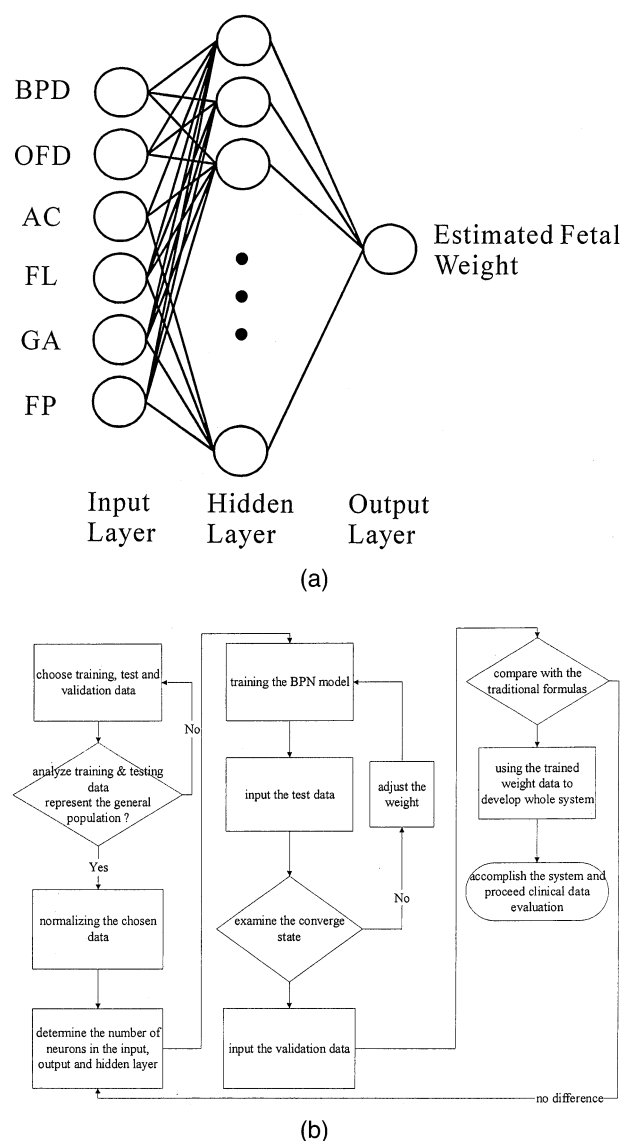 BPD
OFD
AC
FL
GA
FP
Estimated Fetal
Weight
Input
Layer
Hidden
Layer
Output
Layer
(a)
choose training, test and
validation data
No
analyze training & testing
data
represent the general
population ?
Yes
normalizing the chosen
data
determine the number of
neurons in the input,
output and hidden layer
training the BPN model
input the test data
adjust the
weight
No
examine the converge
state
input the validation data
compare with the
traditional formulas
using the trained
weight data to
develop whole system
accomplish the system and
proceed clinical data
evaluation
no difference
(b)